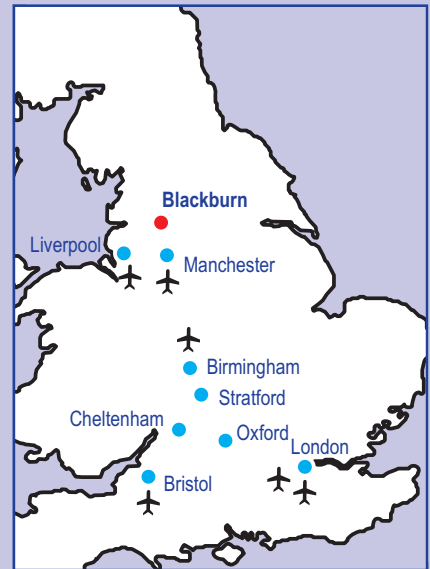 Blackburn
Liverpool
Manchester
Birmingham
Stratford
Cheltenham
Oxford
London
Bristol